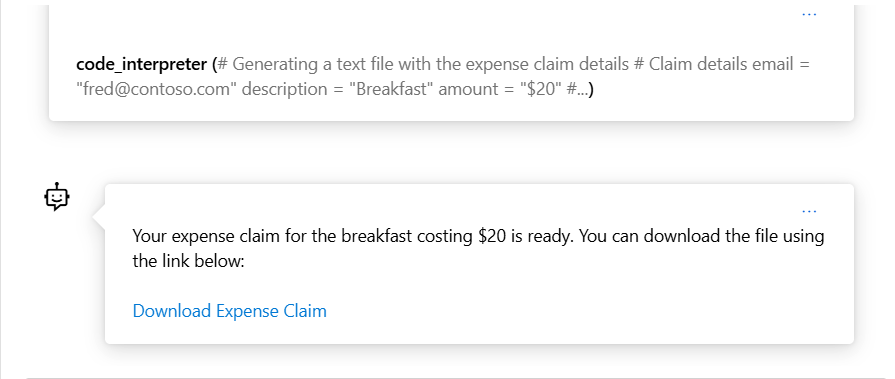 ...
code_interpreter (# Generating a text file with the expense claim details # Claim details email =
"fred@contoso.com" description = "Breakfast" amount = "$20" #...)
...
Your expense claim for the breakfast costing $20 is ready. You can download the file using
the link below:
Download Expense Claim